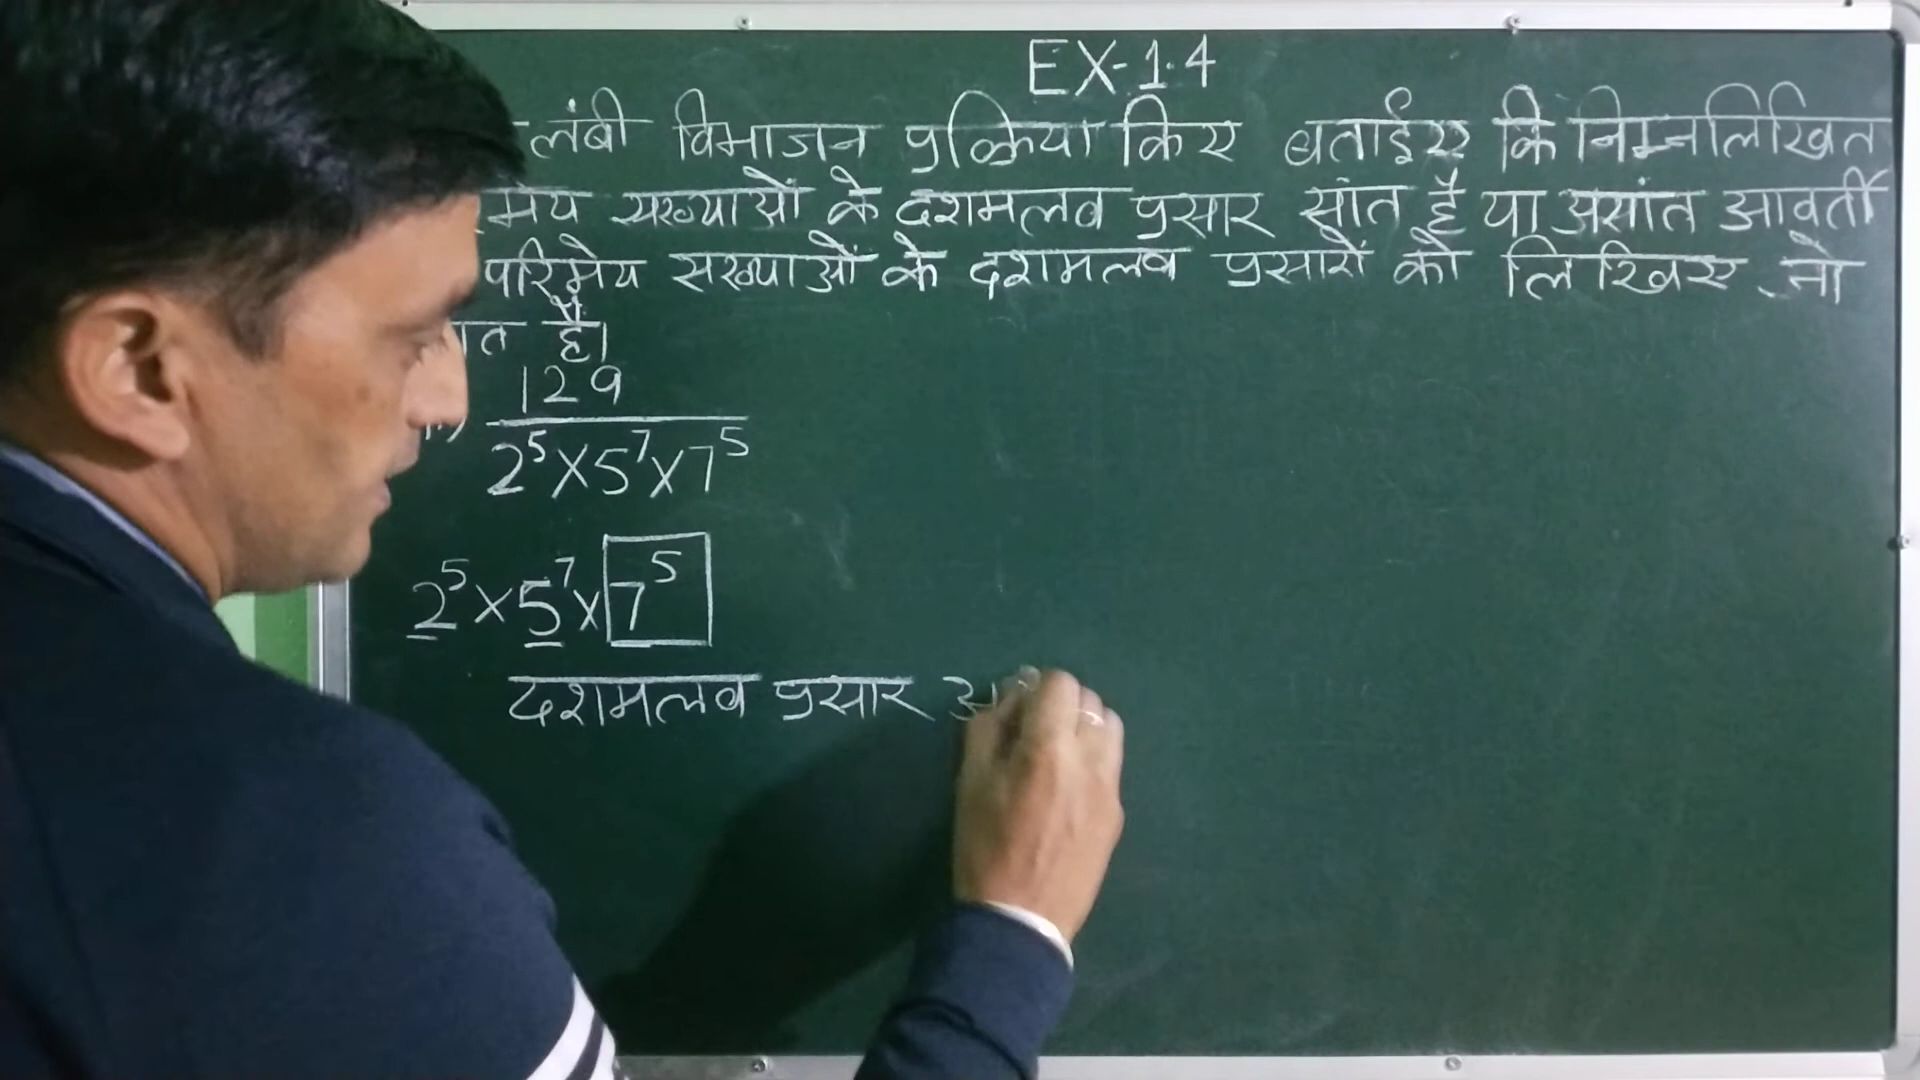 EX-1.4
लंबी विभाजन प्रक्रिया किए बताईए कि निम्नलिखित
संख्याओं के दशमलव प्रसार सांत है या असांत आवर्ती
परिमेय संख्याओं के दशमलव प्रसारों को लिखिए जो
हैं।
129
2⁵×5⁷×7⁵
2⁵×5⁷×7⁵
दशमलव प्रसार